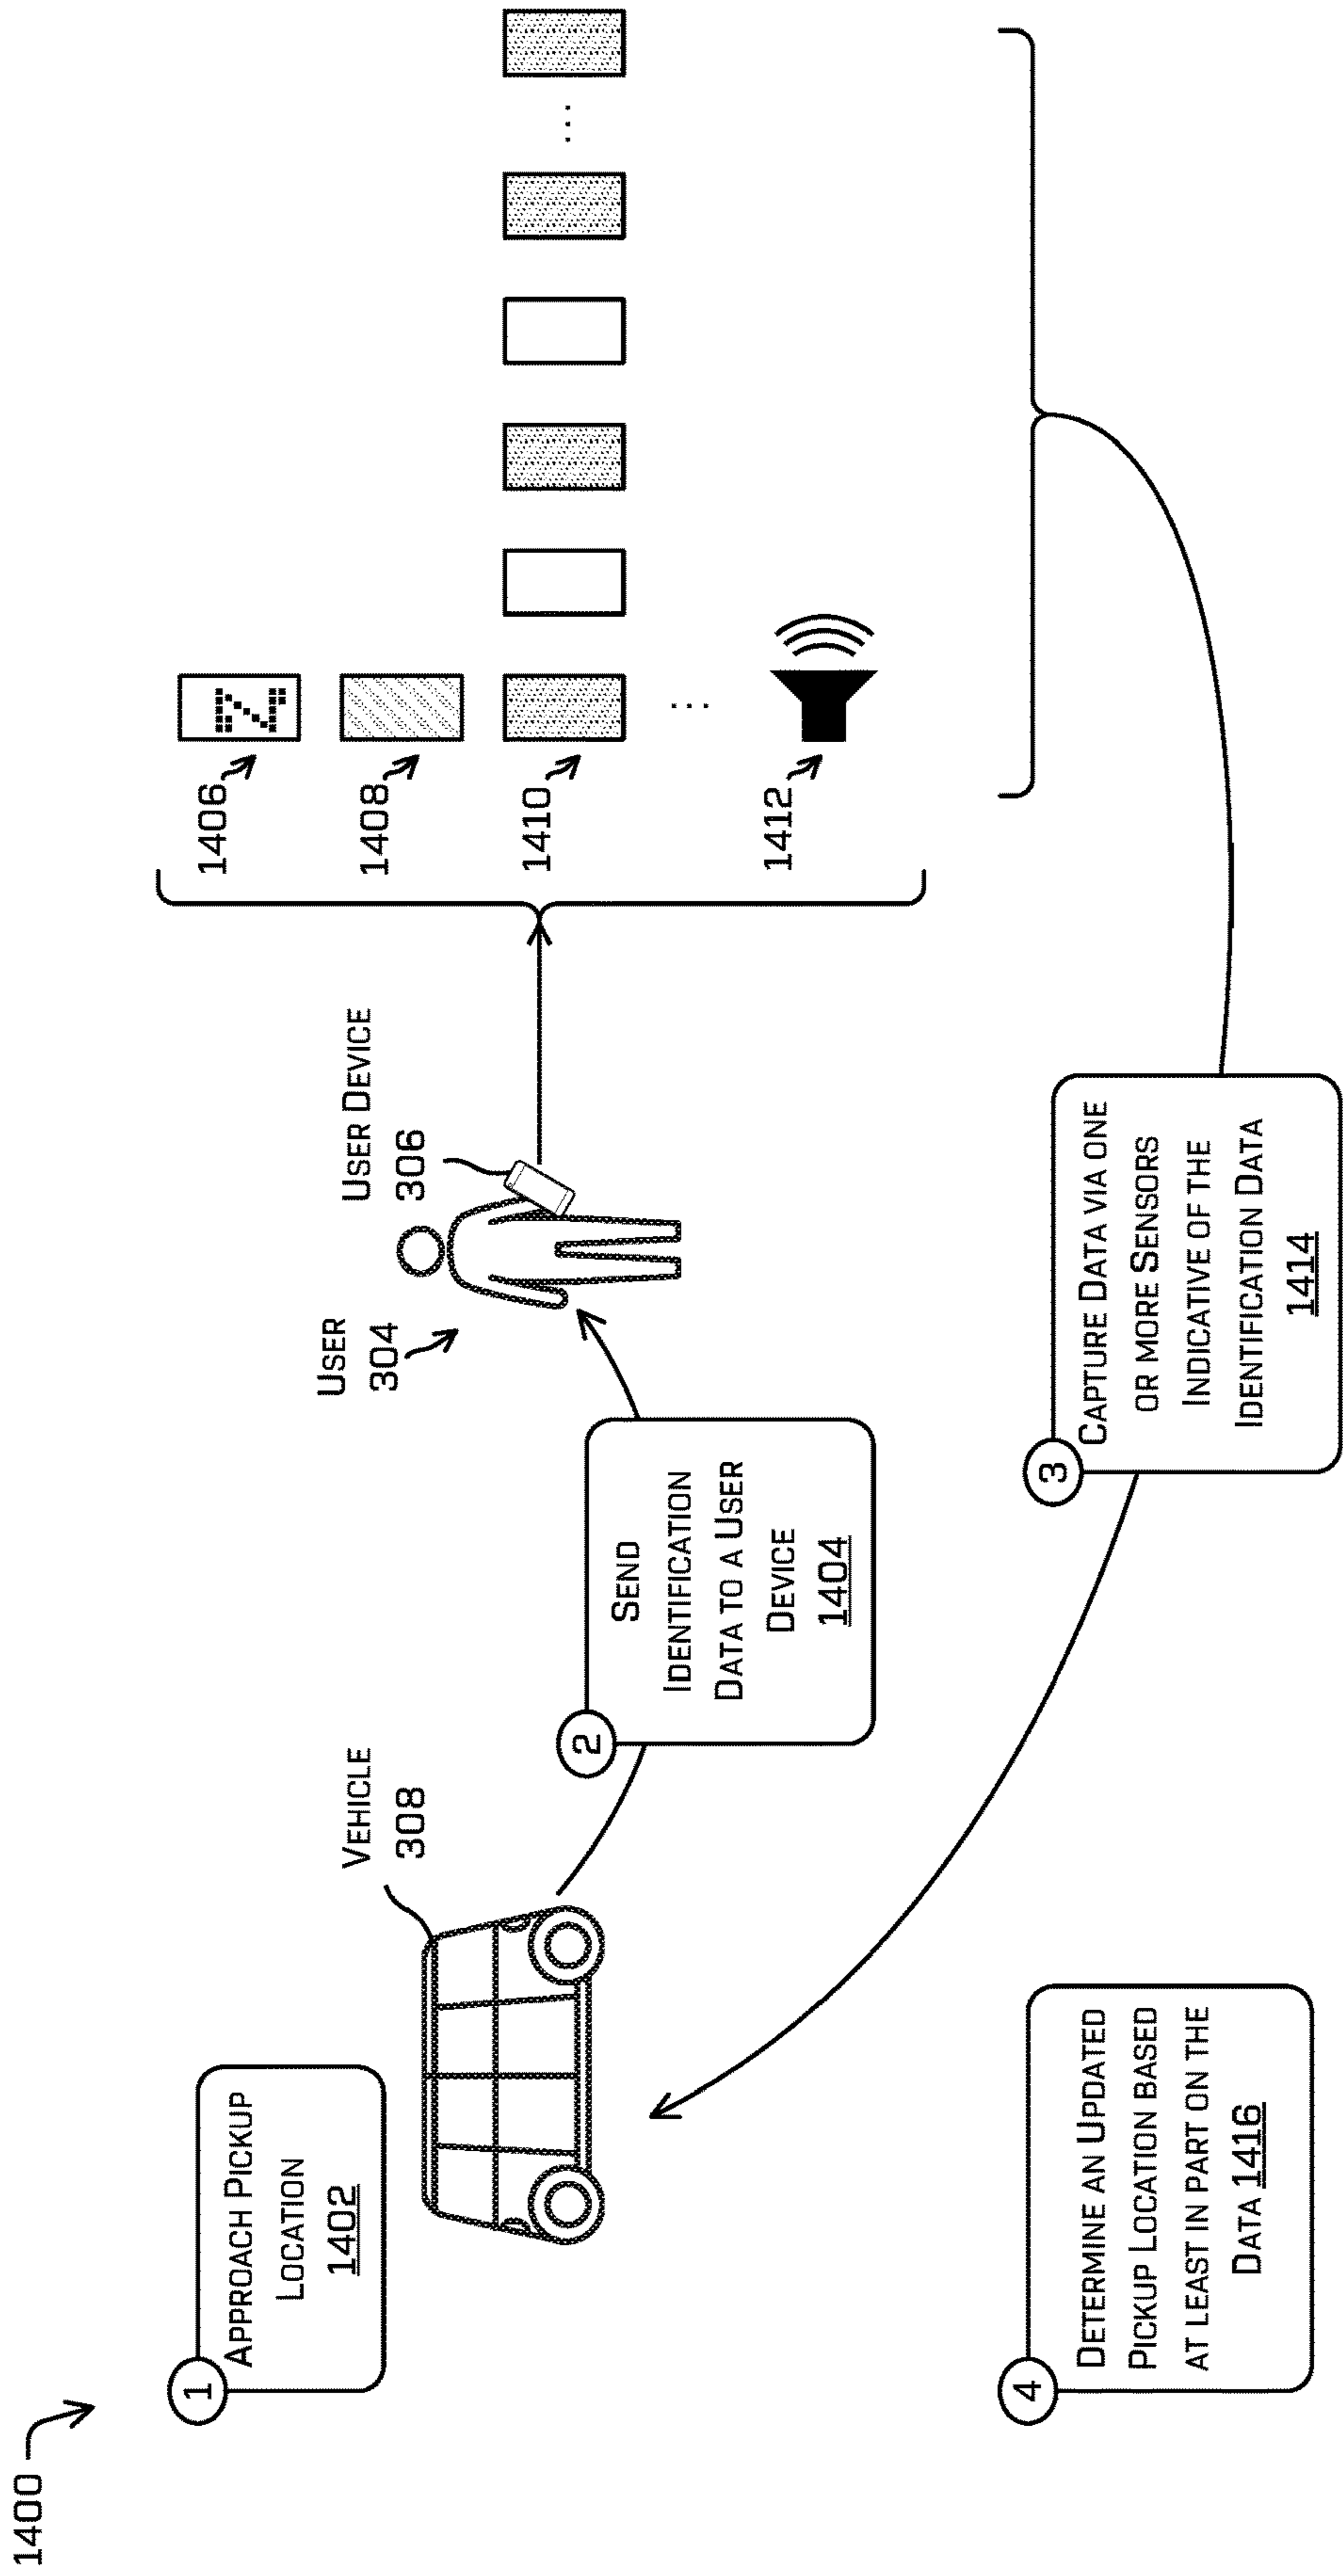 1400
1
APPROACH PICKUP
LOCATION
1402
VEHICLE
308
2
SEND
IDENTIFICATION
DATA TO A USER
DEVICE
1404
USER
304
USER DEVICE
306
1406
1408
1410
...
1412
...
3
CAPTURE DATA VIA ONE
OR MORE SENSORS
INDICATIVE OF THE
IDENTIFICATION DATA
1414
4
DETERMINE AN UPDATED
PICKUP LOCATION BASED
AT LEAST IN PART ON THE
DATA 1416